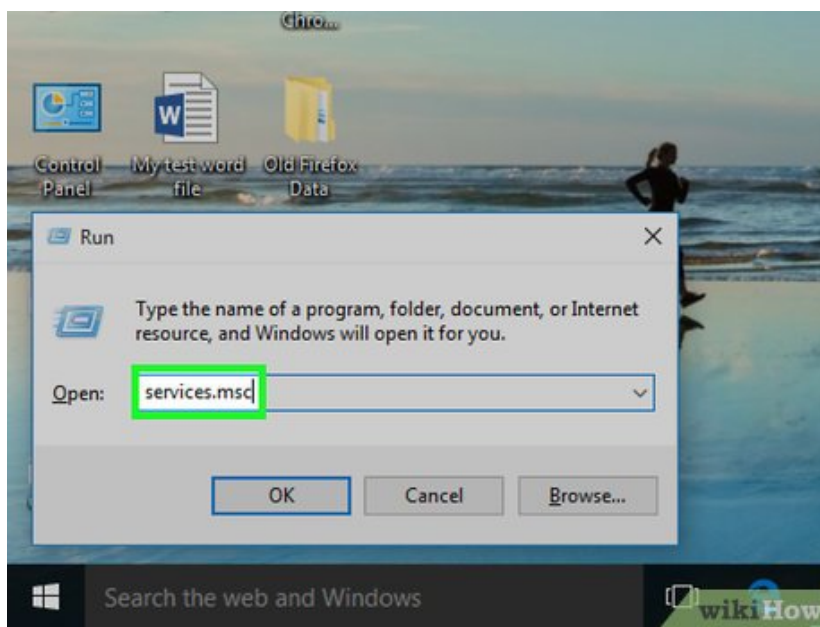 Chro...
Control
Panel
My test word
file
Old Firefox
Data
Run
Type the name of a program, folder, document, or Internet
resource, and Windows will open it for you.
Open:
services.msc
OK
Cancel
Browse...
Search the web and Windows
wikiHow